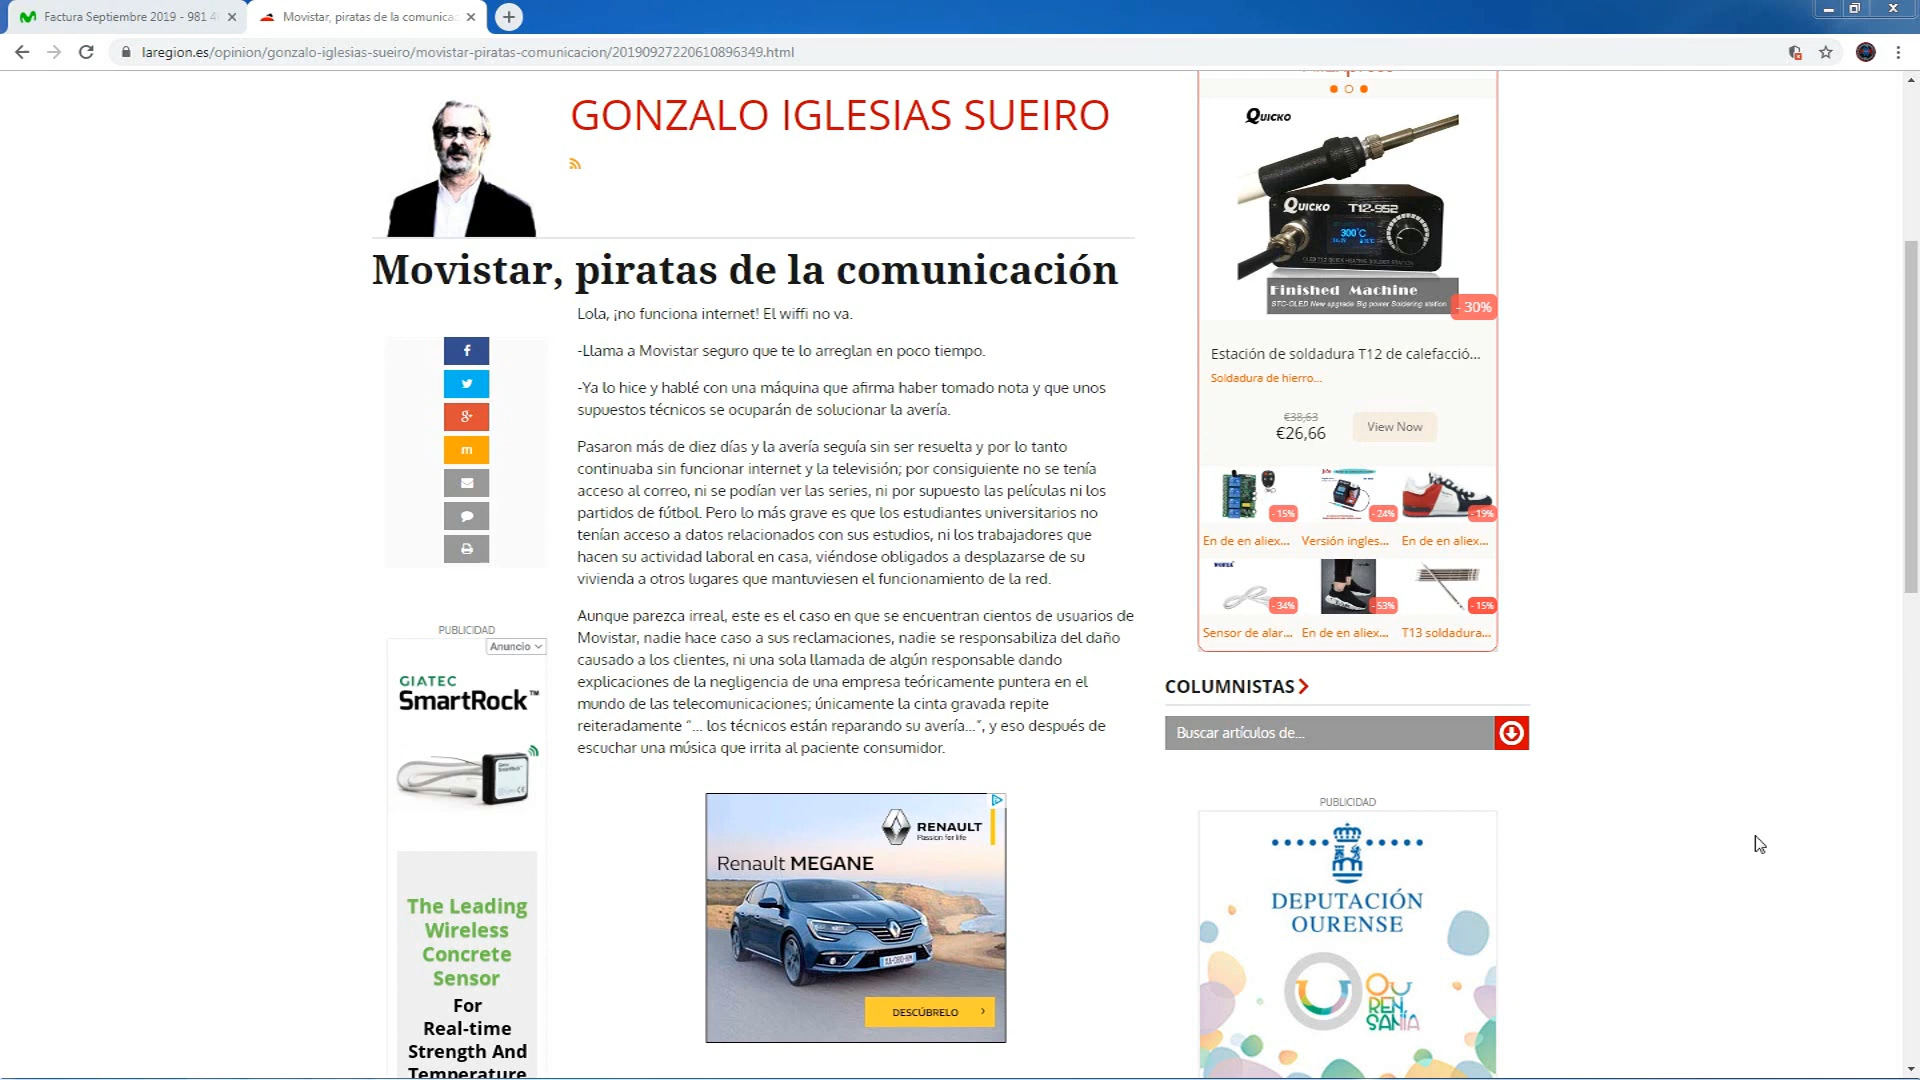 Factura Septiembre 2019 - 981 4
Movistar, piratas de la comunica
laregion.es/opinion/gonzalo-iglesias-sueiro/movistar-piratas-comunicacion/20190927220610896349.html
GONZALO IGLESIAS SUEIRO
Movistar, piratas de la comunicación
Lola, ¡no funciona internet! El wiffi no va.
-Llama a Movistar seguro que te lo arreglan en poco tiempo.
-Ya lo hice y hablé con una máquina que afirma haber tomado nota y que unos
supuestos técnicos se ocuparán de solucionar la avería.
Pasaron más de diez días y la avería seguía sin ser resuelta y por lo tanto
continuaba sin funcionar internet y la televisión; por consiguiente no se tenía
acceso al correo, ni se podían ver las series, ni por supuesto las películas ni los
partidos de fútbol. Pero lo más grave es que los estudiantes universitarios no
tenían acceso a datos relacionados con sus estudios, ni los trabajadores que
hacen su actividad laboral en casa, viéndose obligados a desplazarse de su
vivienda a otros lugares que mantuviesen el funcionamiento de la red.
Aunque parezca irreal, este es el caso en que se encuentran cientos de usuarios de
Movistar, nadie hace caso a sus reclamaciones, nadie se responsabiliza del daño
causado a los clientes, ni una sola llamada de algún responsable dando
explicaciones de la negligencia de una empresa teóricamente puntera en el
mundo de las telecomunicaciones; únicamente la cinta gravada repite
reiteradamente “... los técnicos están reparando su avería...”, y eso después de
escuchar una música que irrita al paciente consumidor.
PUBLICIDAD
Anuncio
GIATEC
SmartRock™
The Leading
Wireless
Concrete
Sensor
For
Real-time
Strength And
Temperature
RENAULT
Passion for life
Renault MEGANE
DESCÚBRELO
QUICKO
QUICKO T12-952
300°C
Finished Machine
STC-OLED New upgrade Big power Soldering station
- 30%
Estación de soldadura T12 de calefacció...
Soldadura de hierro...
€38,63
€26,66
View Now
- 15%
- 24%
- 19%
En de en aliex...
Versión ingles...
En de en aliex...
- 34%
- 53%
- 15%
Sensor de alar...
En de en aliex...
T13 soldadura...
COLUMNISTAS
Buscar artículos de...
PUBLICIDAD
DEPUTACIÓN
OURENSE
OU
REN
SANÍA